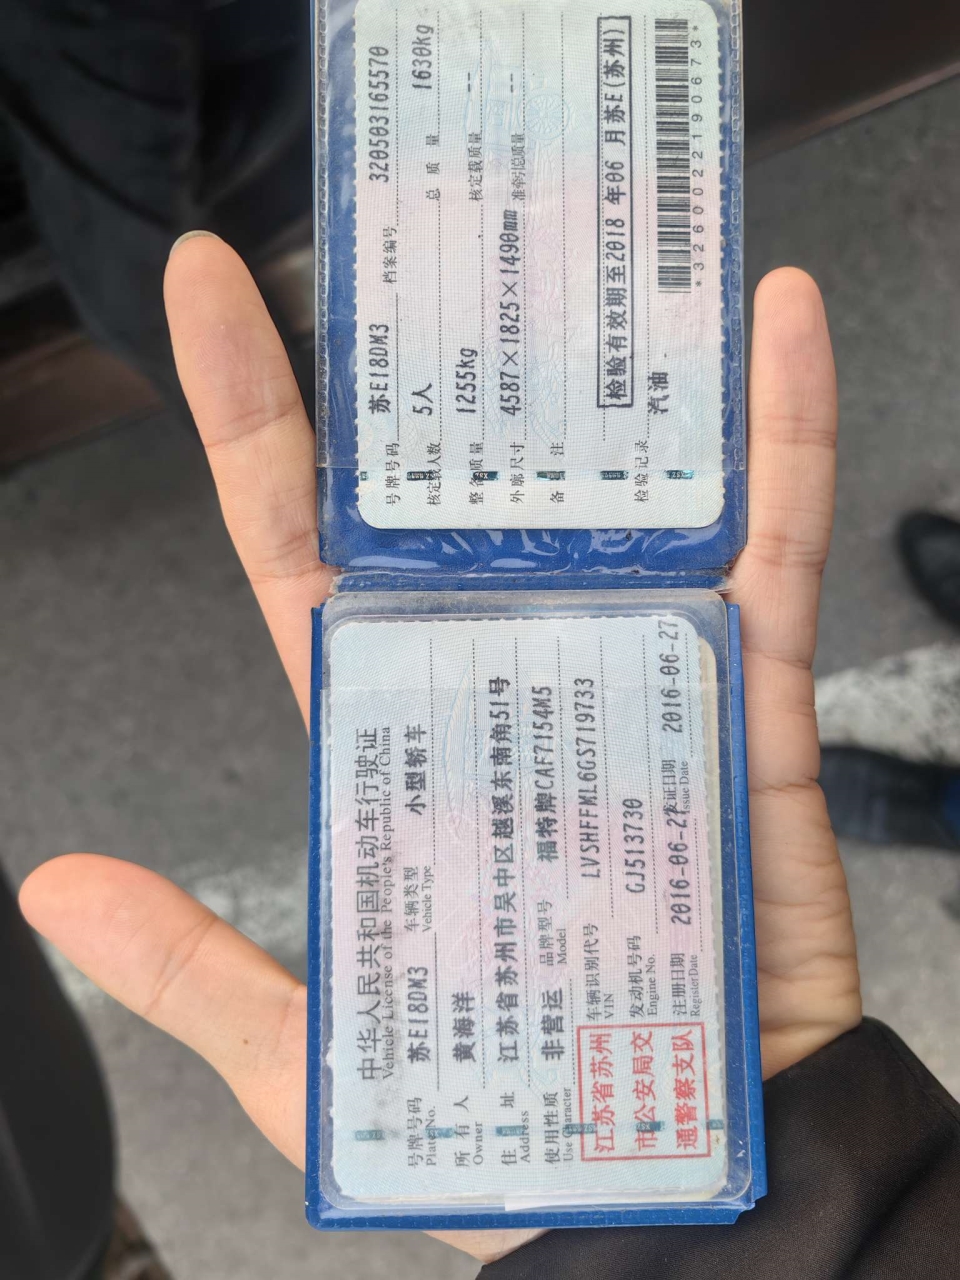 中华人民共和国机动车行驶证
Vehicle License of the People's Republic of China
号牌号码 苏E18DM3 车辆类型 小型轿车
Plate No. Vehicle Type
所有人 黄海洋
Owner
住址 江苏省苏州市吴中区越溪东南角51号
Address
使用性质 非营运 品牌型号 福特牌CAF7154M5
Use Character Model
江苏省苏州
市公安局交
通警察支队
车辆识别代号 LVSHFFML6GS719733
VIN
发动机号码 GJ513730
Engine No.
注册日期 2016-06-27 发证日期 2016-06-27
Register Date Issue Date
号牌号码 苏E18DM3 档案编号 320503165570
核定载人数 5人 总质量 1630kg
整备质量 1255kg 核定载质量 --
外廓尺寸 4587×1825×1490mm 准牵引总质量 --
备注
检验有效期至2018年06月苏E(苏州)
检验记录 汽油
*3260022190673*